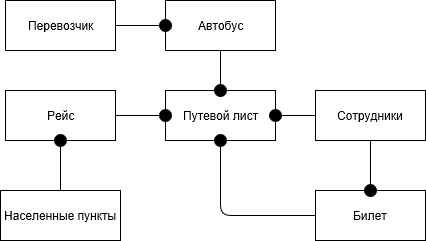 Перевозчик
Автобус
Рейс
Путевой лист
Сотрудники
Населенные пункты
Билет